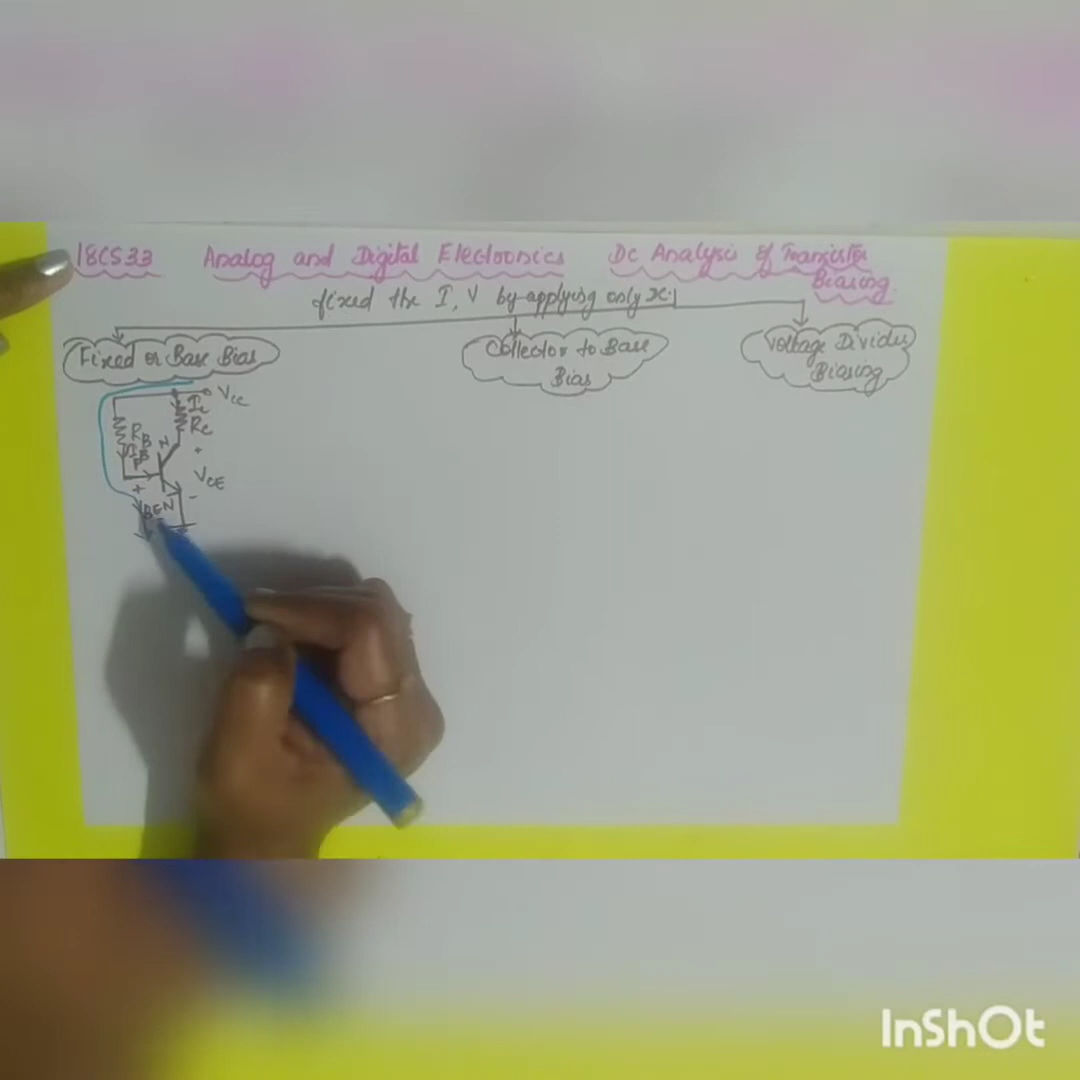 18CS33 Analog and Digital Electronics DC Analysis of Transistor
Biasing
fixed the I, V by applying only
Fixed or Base Bias
Collector to Base
Bias
Voltage Divider
Biasing
VCC
IC
RC
RB
IB
N
P
+
VCE
-
+
N
InShOt